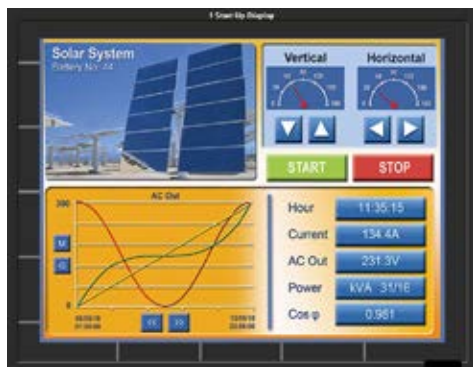 1 Start Up Display
Solar System
Battery No. 44
Vertical
Horizontal
START
STOP
AC Out
300
0
M
<<
>>
Hour
11:35:15
Current
134.4A
AC Out
231.3V
Power
kVA 31/16
Cos φ
0.981